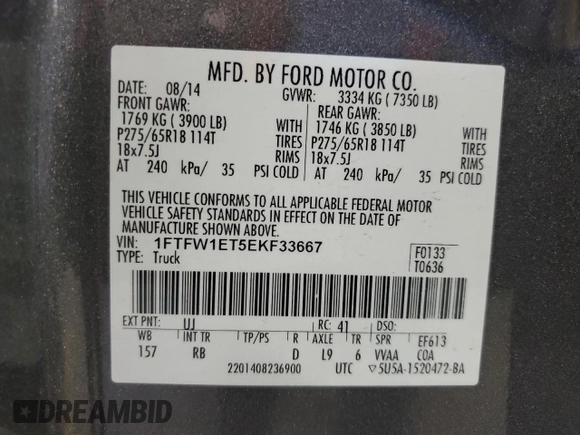 MFD. BY FORD MOTOR CO.
DATE: 08/14 GVWR: 3334 KG ( 7350 LB)
FRONT GAWR: REAR GAWR:
1769 KG ( 3900 LB) WITH 1746 KG ( 3850 LB) WITH
P275/65R18 114T TIRES P275/65R18 114T TIRES
18x7.5J RIMS 18x7.5J RIMS
AT 240 kPa/ 35 PSI COLD AT 240 kPa/ 35 PSI COLD
THIS VEHICLE CONFORMS TO ALL APPLICABLE FEDERAL MOTOR
VEHICLE SAFETY STANDARDS IN EFFECT ON THE DATE OF
MANUFACTURE SHOWN ABOVE.
VIN: 1FTFW1ET5EKF33667 F0133
TYPE: Truck T0636
EXT PNT: UJ RC: 41 DSO:
WB INT TR TP/PS R AXLE TR SPR EF613
157 RB D L9 6 VVAA COA
2201408236900 UTC ▽5U5A-1520472-BA
DREAMBID